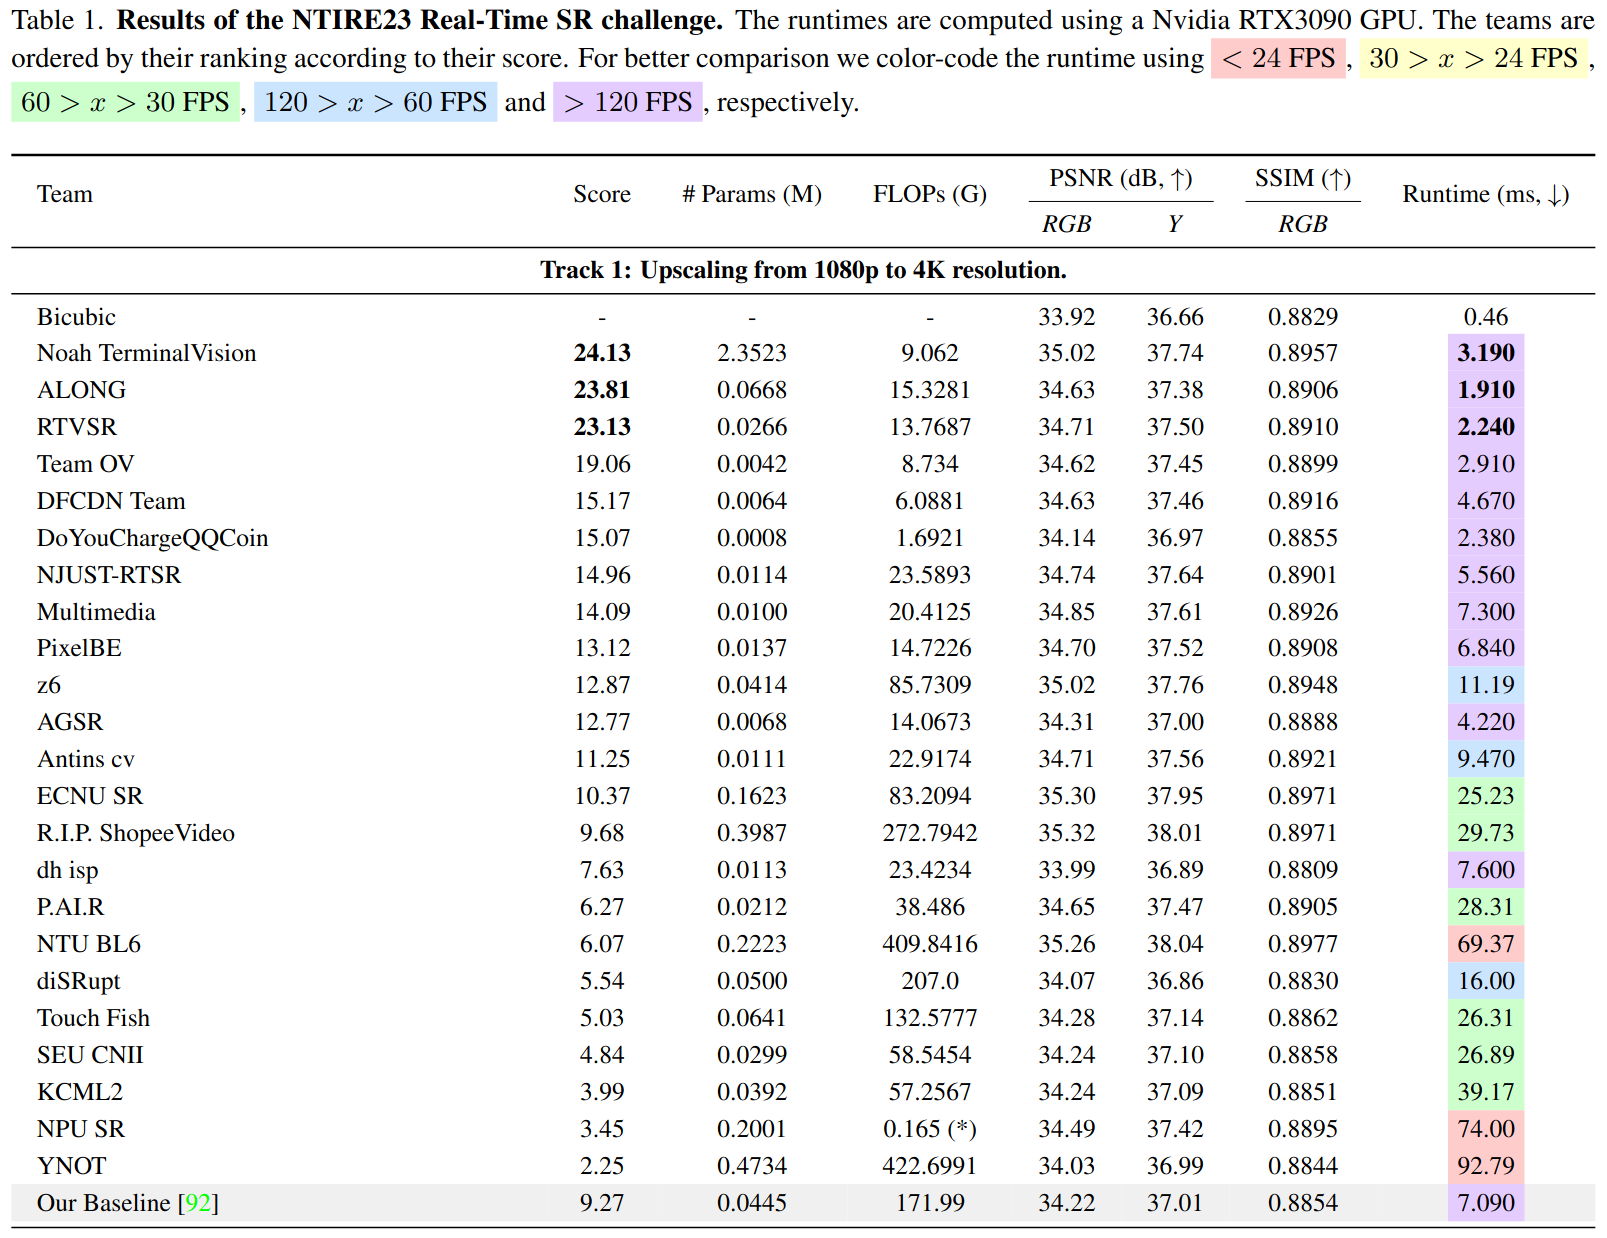 Table 1. Results of the NTIRE23 Real-Time SR challenge. The runtimes are computed using a Nvidia RTX3090 GPU. The teams are
ordered by their ranking according to their score. For better comparison we color-code the runtime using < 24 FPS , 30 > x > 24 FPS ,
60 > x > 30 FPS , 120 > x > 60 FPS and > 120 FPS , respectively.
Team Score # Params (M) FLOPs (G) PSNR (dB, ↑) SSIM (↑) Runtime (ms, ↓)
RGB Y RGB
Track 1: Upscaling from 1080p to 4K resolution.
Bicubic - - - 33.92 36.66 0.8829 0.46
Noah TerminalVision 24.13 2.3523 9.062 35.02 37.74 0.8957 3.190
ALONG 23.81 0.0668 15.3281 34.63 37.38 0.8906 1.910
RTVSR 23.13 0.0266 13.7687 34.71 37.50 0.8910 2.240
Team OV 19.06 0.0042 8.734 34.62 37.45 0.8899 2.910
DFCDN Team 15.17 0.0064 6.0881 34.63 37.46 0.8916 4.670
DoYouChargeQQCoin 15.07 0.0008 1.6921 34.14 36.97 0.8855 2.380
NJUST-RTSR 14.96 0.0114 23.5893 34.74 37.64 0.8901 5.560
Multimedia 14.09 0.0100 20.4125 34.85 37.61 0.8926 7.300
PixelBE 13.12 0.0137 14.7226 34.70 37.52 0.8908 6.840
z6 12.87 0.0414 85.7309 35.02 37.76 0.8948 11.19
AGSR 12.77 0.0068 14.0673 34.31 37.00 0.8888 4.220
Antins cv 11.25 0.0111 22.9174 34.71 37.56 0.8921 9.470
ECNU SR 10.37 0.1623 83.2094 35.30 37.95 0.8971 25.23
R.I.P. ShopeeVideo 9.68 0.3987 272.7942 35.32 38.01 0.8971 29.73
dh isp 7.63 0.0113 23.4234 33.99 36.89 0.8809 7.600
P.AI.R 6.27 0.0212 38.486 34.65 37.47 0.8905 28.31
NTU BL6 6.07 0.2223 409.8416 35.26 38.04 0.8977 69.37
diSRupt 5.54 0.0500 207.0 34.07 36.86 0.8830 16.00
Touch Fish 5.03 0.0641 132.5777 34.28 37.14 0.8862 26.31
SEU CNII 4.84 0.0299 58.5454 34.24 37.10 0.8858 26.89
KCML2 3.99 0.0392 57.2567 34.24 37.09 0.8851 39.17
NPU SR 3.45 0.2001 0.165 (*) 34.49 37.42 0.8895 74.00
YNOT 2.25 0.4734 422.6991 34.03 36.99 0.8844 92.79
Our Baseline [92] 9.27 0.0445 171.99 34.22 37.01 0.8854 7.090